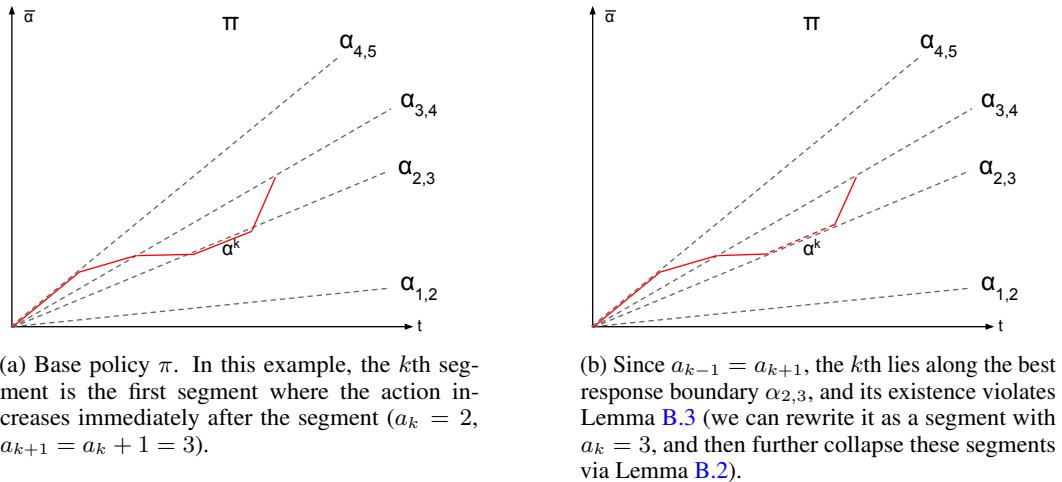 ᾱ
π
α4,5
α3,4
α2,3
αk
α1,2
t
(a) Base policy π. In this example, the kth seg-
ment is the first segment where the action in-
creases immediately after the segment (ak = 2,
ak+1 = ak + 1 = 3).
ᾱ
π
α4,5
α3,4
α2,3
αk
α1,2
t
(b) Since ak−1 = ak+1, the kth lies along the best
response boundary α2,3, and its existence violates
Lemma B.3 (we can rewrite it as a segment with
ak = 3, and then further collapse these segments
via Lemma B.2).